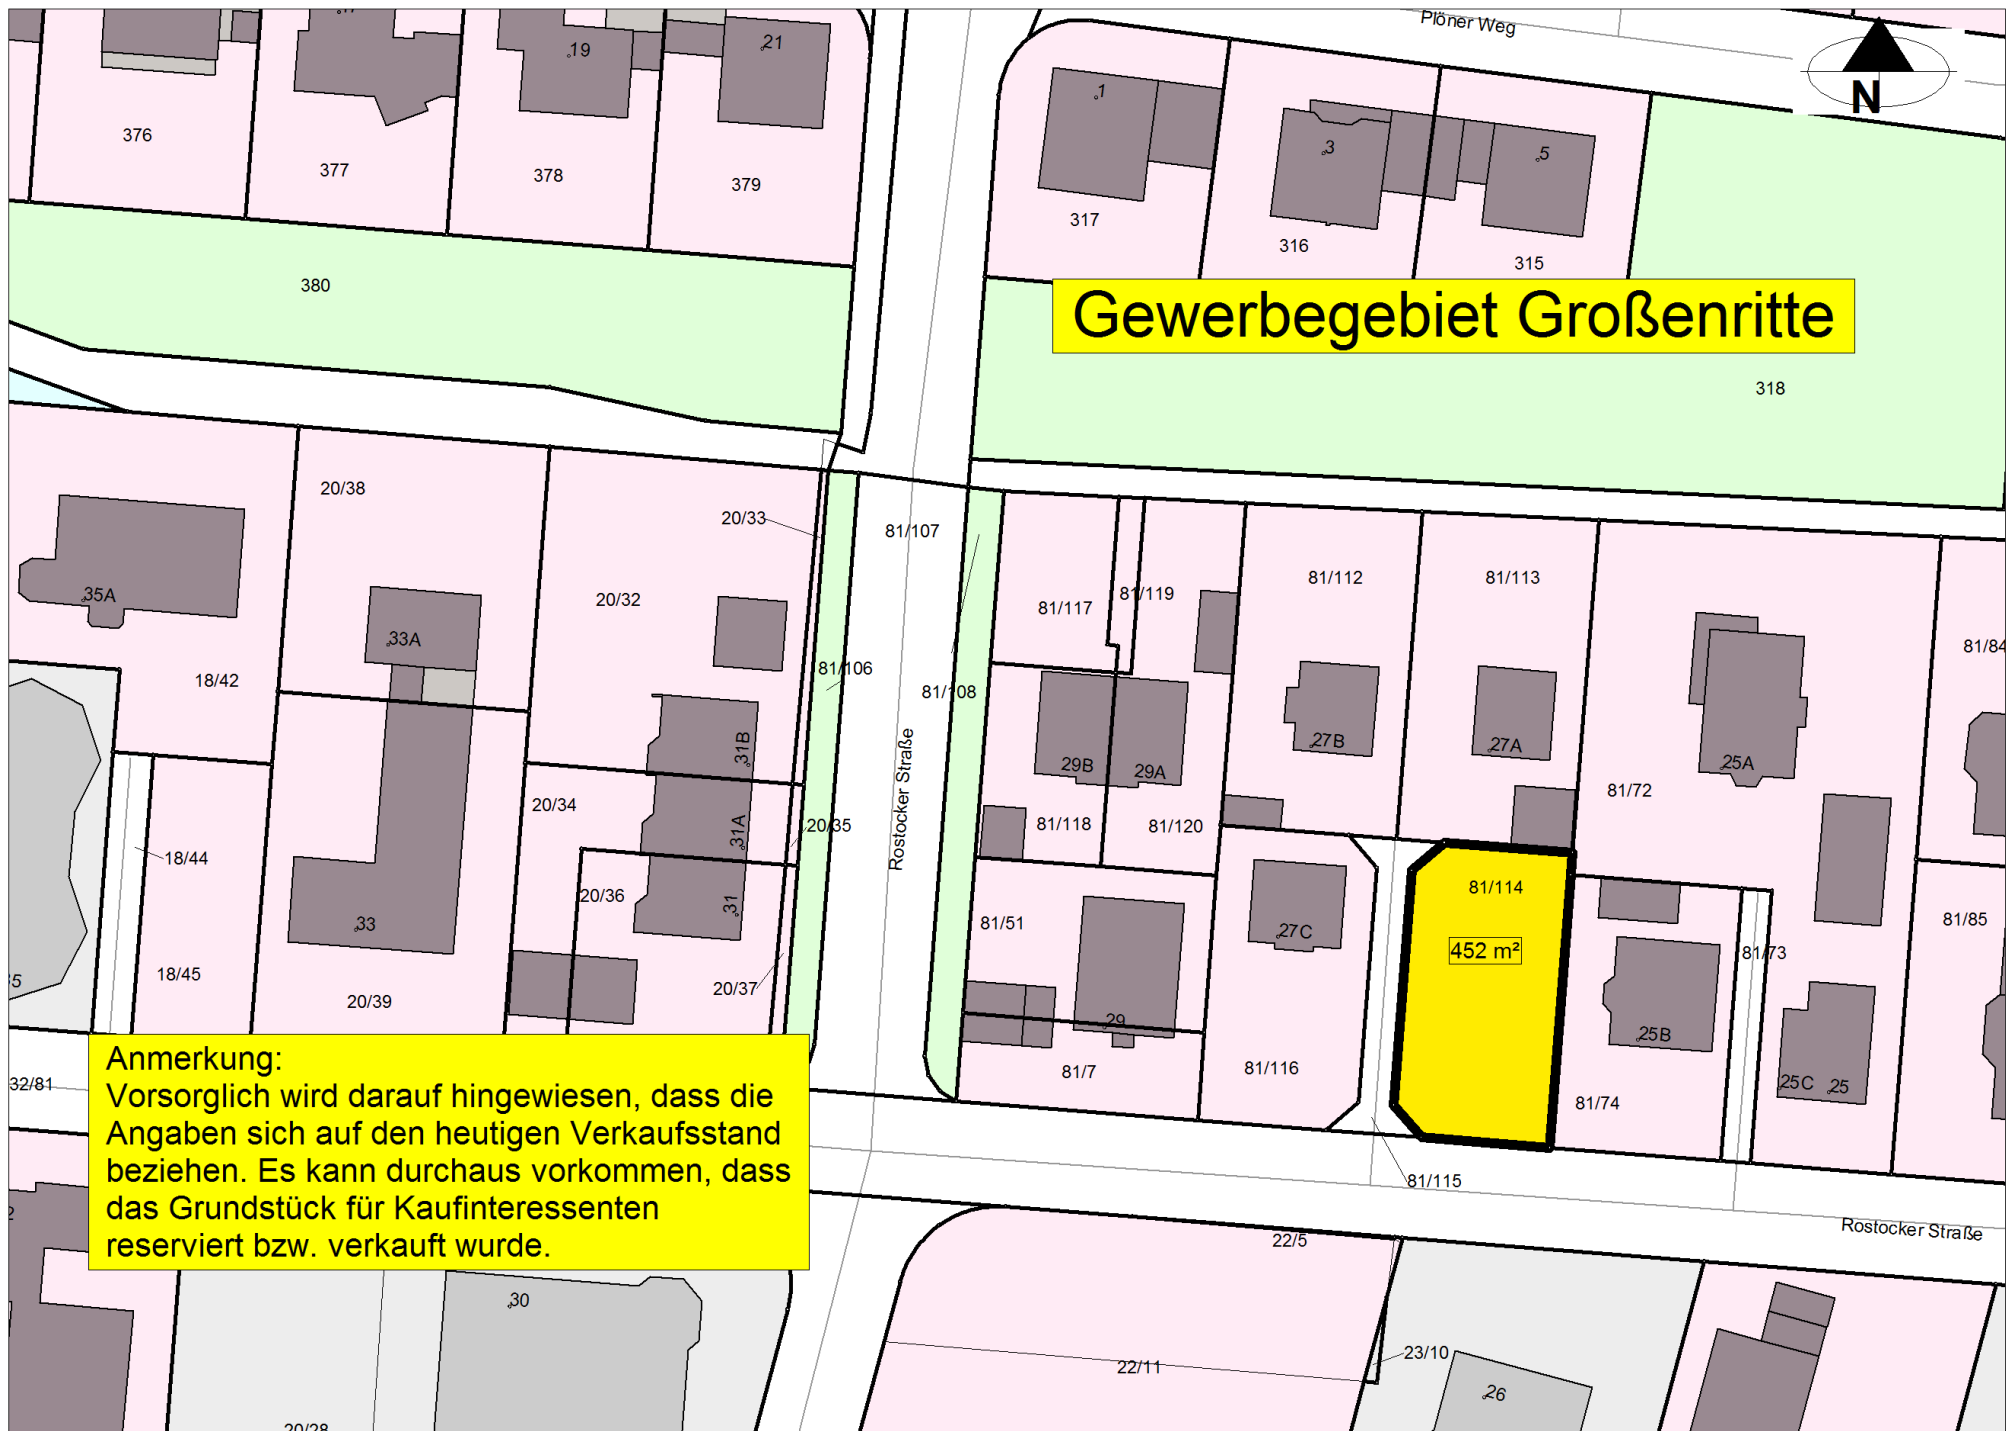 Plöner Weg
N
19
21
1
3
5
376
377
378
379
317
316
315
380
Gewerbegebiet Großenritte
318
20/38
20/33
81/107
20/32
81/117
81/119
81/112
81/113
35A
33A
18/42
81/106
81/108
81/84
31B
Rostocker Straße
29B
29A
27B
27A
25A
81/72
20/34
31A
20/35
81/118
81/120
18/44
81/114
20/36
31
33
81/51
27C
452 m²
81/73
81/85
18/45
20/39
20/37
29
25B
81/7
81/116
25C
25
81/74
32/81
Anmerkung:
Vorsorglich wird darauf hingewiesen, dass die
Angaben sich auf den heutigen Verkaufsstand
beziehen. Es kann durchaus vorkommen, dass
das Grundstück für Kaufinteressenten
reserviert bzw. verkauft wurde.
81/115
Rostocker Straße
22/5
30
22/11
23/10
26
20/28